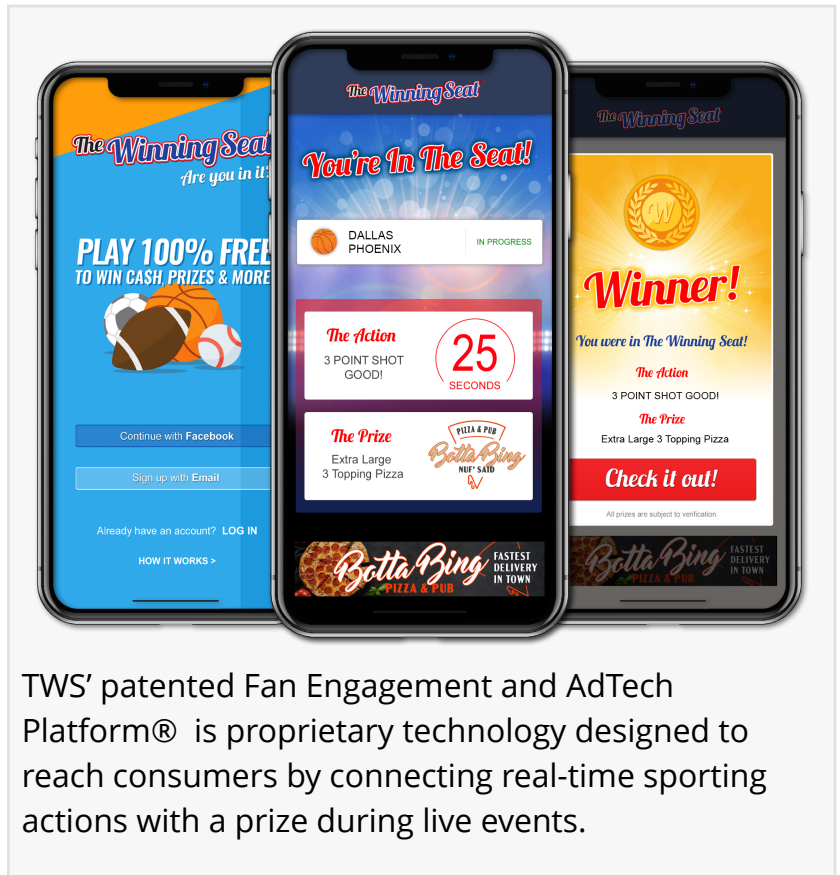 The Winning Seat
Are you in it?
PLAY 100% FREE
TO WIN CA$H, PRIZES & MORE
Continue with Facebook
Sign up with Email
Already have an account? LOG IN
HOW IT WORKS >
The Winning Seat
You're In The Seat!
DALLAS
PHOENIX
IN PROGRESS
The Action
3 POINT SHOT
GOOD!
25
SECONDS
The Prize
Extra Large
3 Topping Pizza
PIZZA & PUB
Botta Bing
NUF' SAID
Botta Bing
PIZZA & PUB
FASTEST
DELIVERY
IN TOWN
The Winning Seat
W
Winner!
You were in The Winning Seat!
The Action
3 POINT SHOT GOOD!
The Prize
Extra Large 3 Topping Pizza
Check it out!
All prizes are subject to verification.
Botta Bing
PIZZA & PUB
FASTEST
DELIVERY
IN TOWN
TWS’ patented Fan Engagement and AdTech
Platform® is proprietary technology designed to
reach consumers by connecting real-time sporting
actions with a prize during live events.